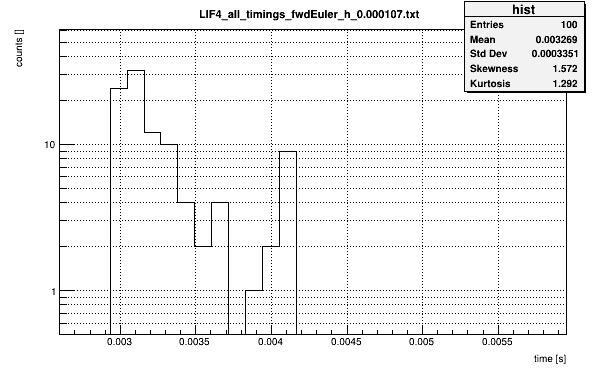 LIF4_all_timings_fwdEuler_h_0.000107.txt
hist
Entries 100
Mean 0.003269
Std Dev 0.0003351
Skewness 1.572
Kurtosis 1.292
counts []
10
1
0.003 0.0035 0.004 0.0045 0.005 0.0055
time [s]